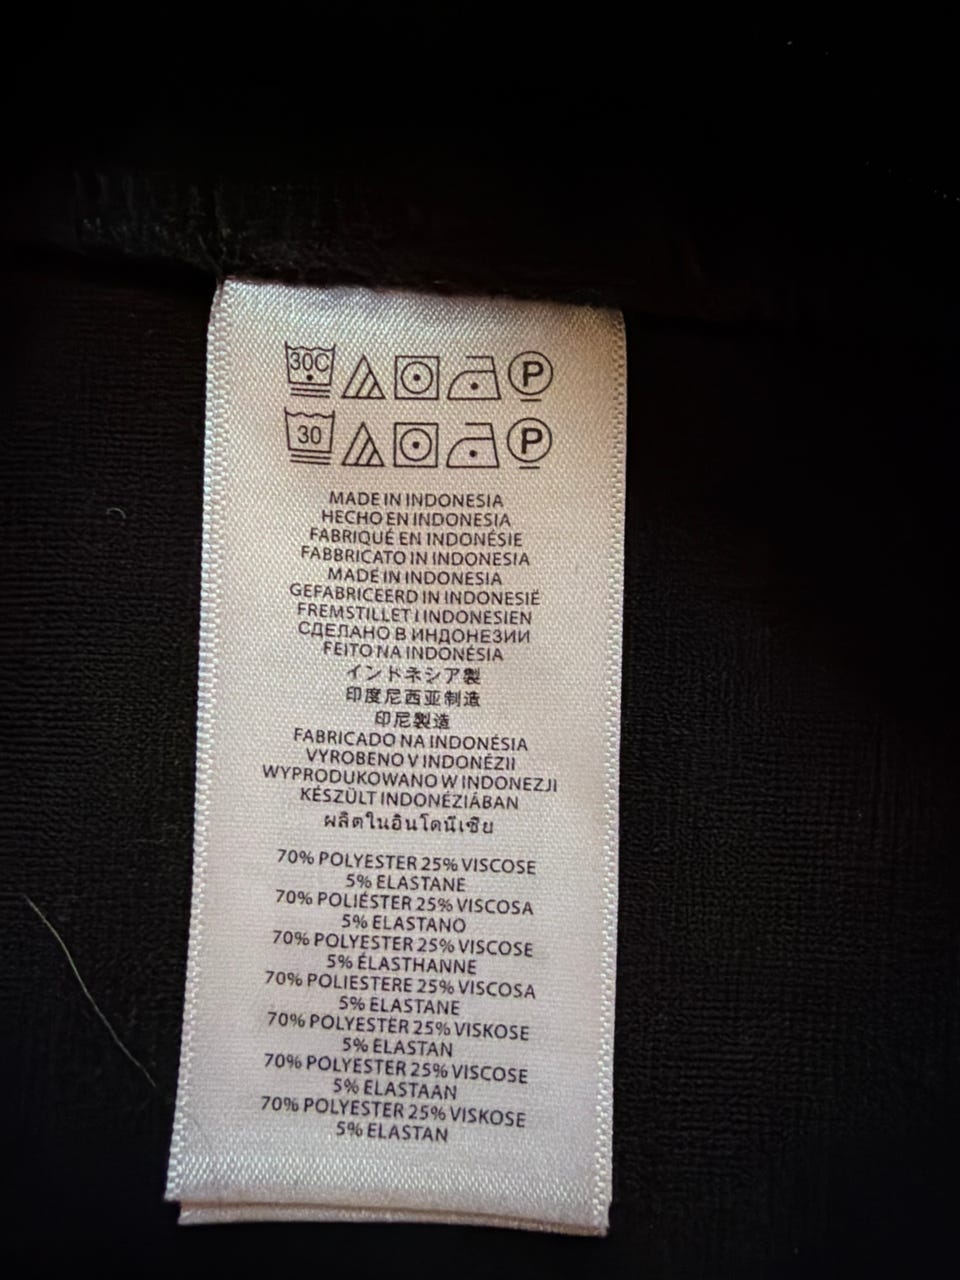 30C P
30 P
MADE IN INDONESIA
HECHO EN INDONESIA
FABRIQUÉ EN INDONÉSIE
FABBRICATO IN INDONESIA
MADE IN INDONESIA
GEFABRICEERD IN INDONESIË
FREMSTILLET I INDONESIEN
СДЕЛАНО В ИНДОНЕЗИИ
FEITO NA INDONÉSIA
インドネシア製
印度尼西亚制造
印尼製造
FABRICADO NA INDONÉSIA
VYROBENO V INDONÉZII
WYPRODUKOWANO W INDONEZJI
KÉSZÜLT INDONÉZIÁBAN
ผลิตในอินโดนีเซีย
70% POLYESTER 25% VISCOSE
5% ELASTANE
70% POLIÉSTER 25% VISCOSA
5% ELASTANO
70% POLYESTER 25% VISCOSE
5% ÉLASTHANNE
70% POLIESTERE 25% VISCOSA
5% ELASTANE
70% POLYESTER 25% VISKOSE
5% ELASTAN
70% POLYESTER 25% VISCOSE
5% ELASTAAN
70% POLYESTER 25% VISKOSE
5% ELASTAN